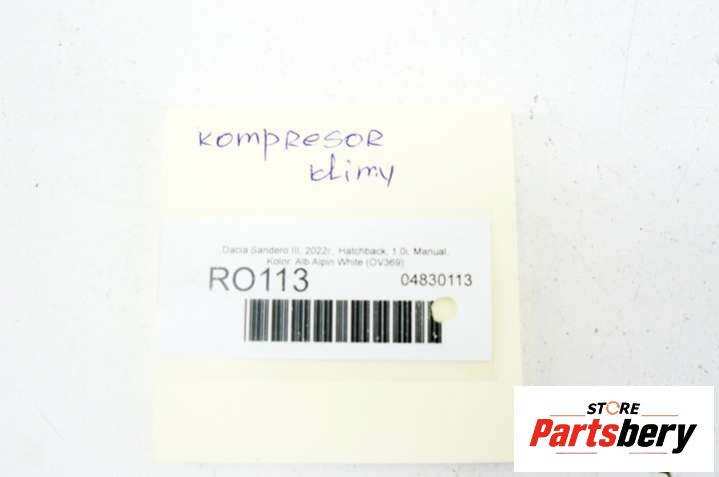 Kompresor
klimy
Dacia Sandero III, 2022r., Hatchback, 1.0i, Manual,
Kolor: Alb Alpin White (OV369)
RO113
04830113
STORE
Partsbery